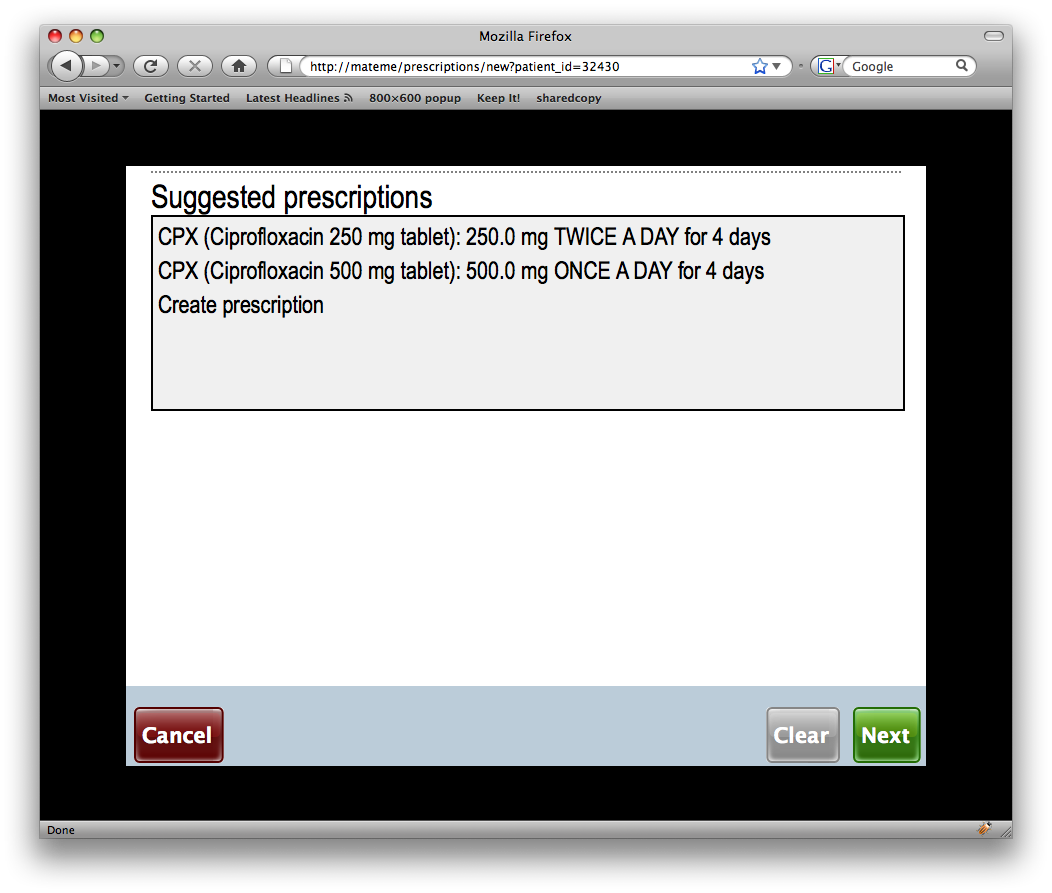 Mozilla Firefox
http://mateme/prescriptions/new?patient_id=32430
G Google
Most Visited Getting Started Latest Headlines 800×600 popup Keep It! sharedcopy
Suggested prescriptions
CPX (Ciprofloxacin 250 mg tablet): 250.0 mg TWICE A DAY for 4 days
CPX (Ciprofloxacin 500 mg tablet): 500.0 mg ONCE A DAY for 4 days
Create prescription
Cancel Clear Next
Done